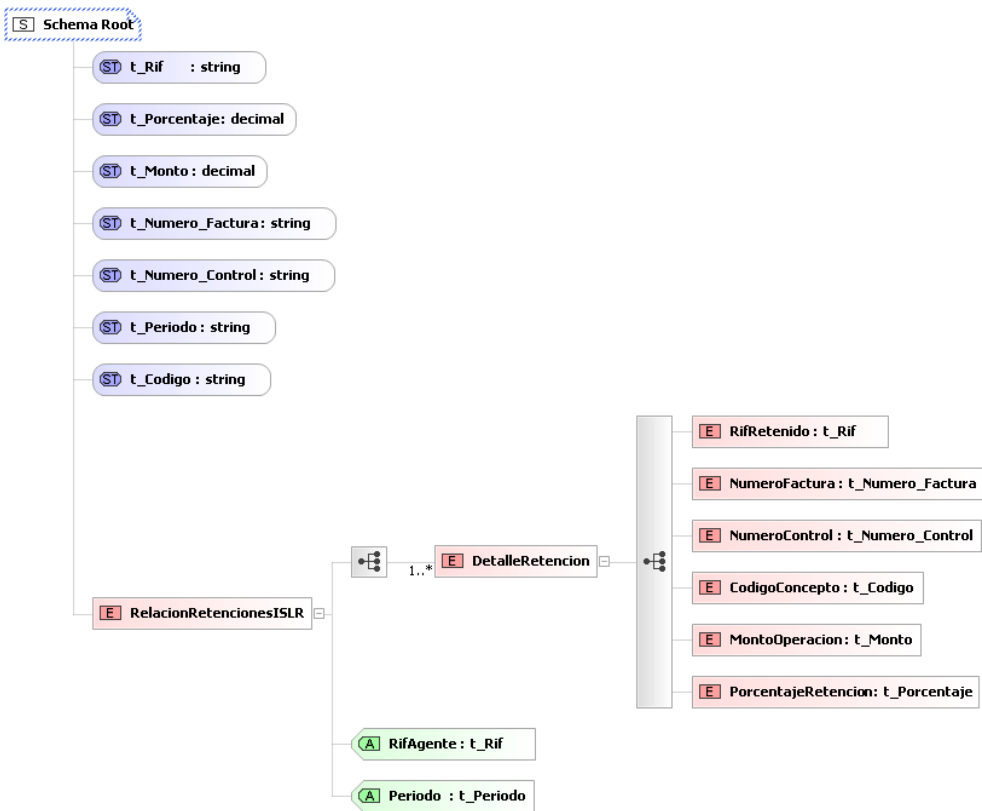 S Schema Root
ST t_Rif : string
ST t_Porcentaje: decimal
ST t_Monto : decimal
ST t_Numero_Factura: string
ST t_Numero_Control: string
ST t_Periodo : string
ST t_Codigo : string
E RifRetenido : t_Rif
E NumeroFactura : t_Numero_Factura
E NumeroControl : t_Numero_Control
1..* E DetalleRetencion
E CodigoConcepto : t_Codigo
E RelacionRetencionesISLR
E MontoOperacion: t_Monto
E PorcentajeRetencion: t_Porcentaje
A RifAgente : t_Rif
A Periodo : t_Periodo